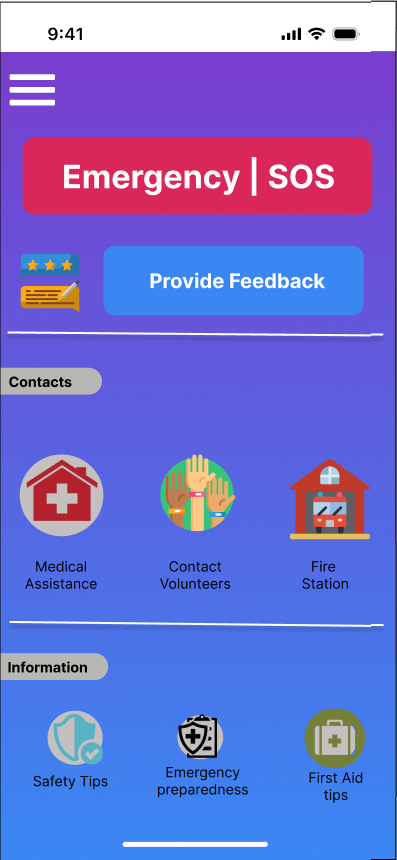 9:41
Emergency | SOS
Provide Feedback
Contacts
Medical
Assistance
Contact
Volunteers
Fire
Station
Information
Safety Tips
Emergency
preparedness
First Aid
tips